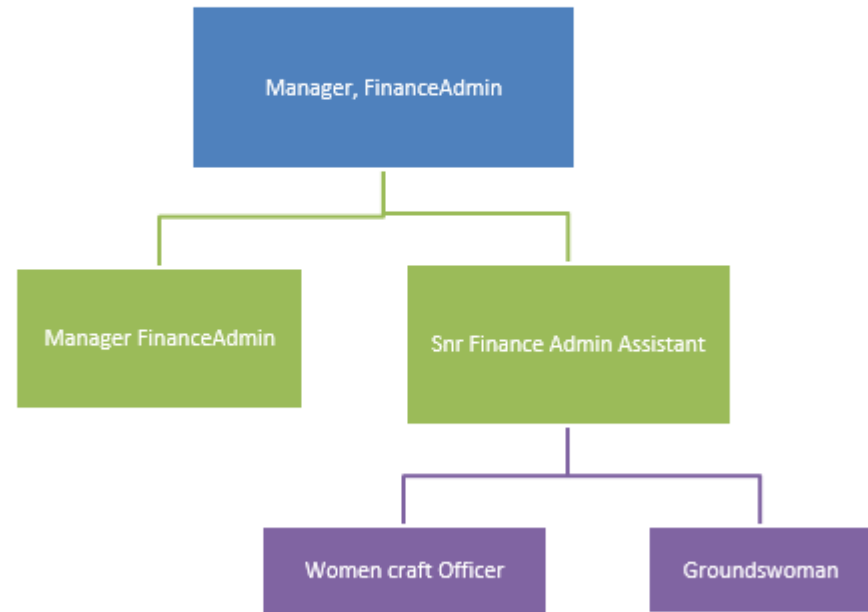 Manager, FinanceAdmin
Manager FinanceAdmin
Snr Finance Admin Assistant
Women craft Officer
Groundswoman